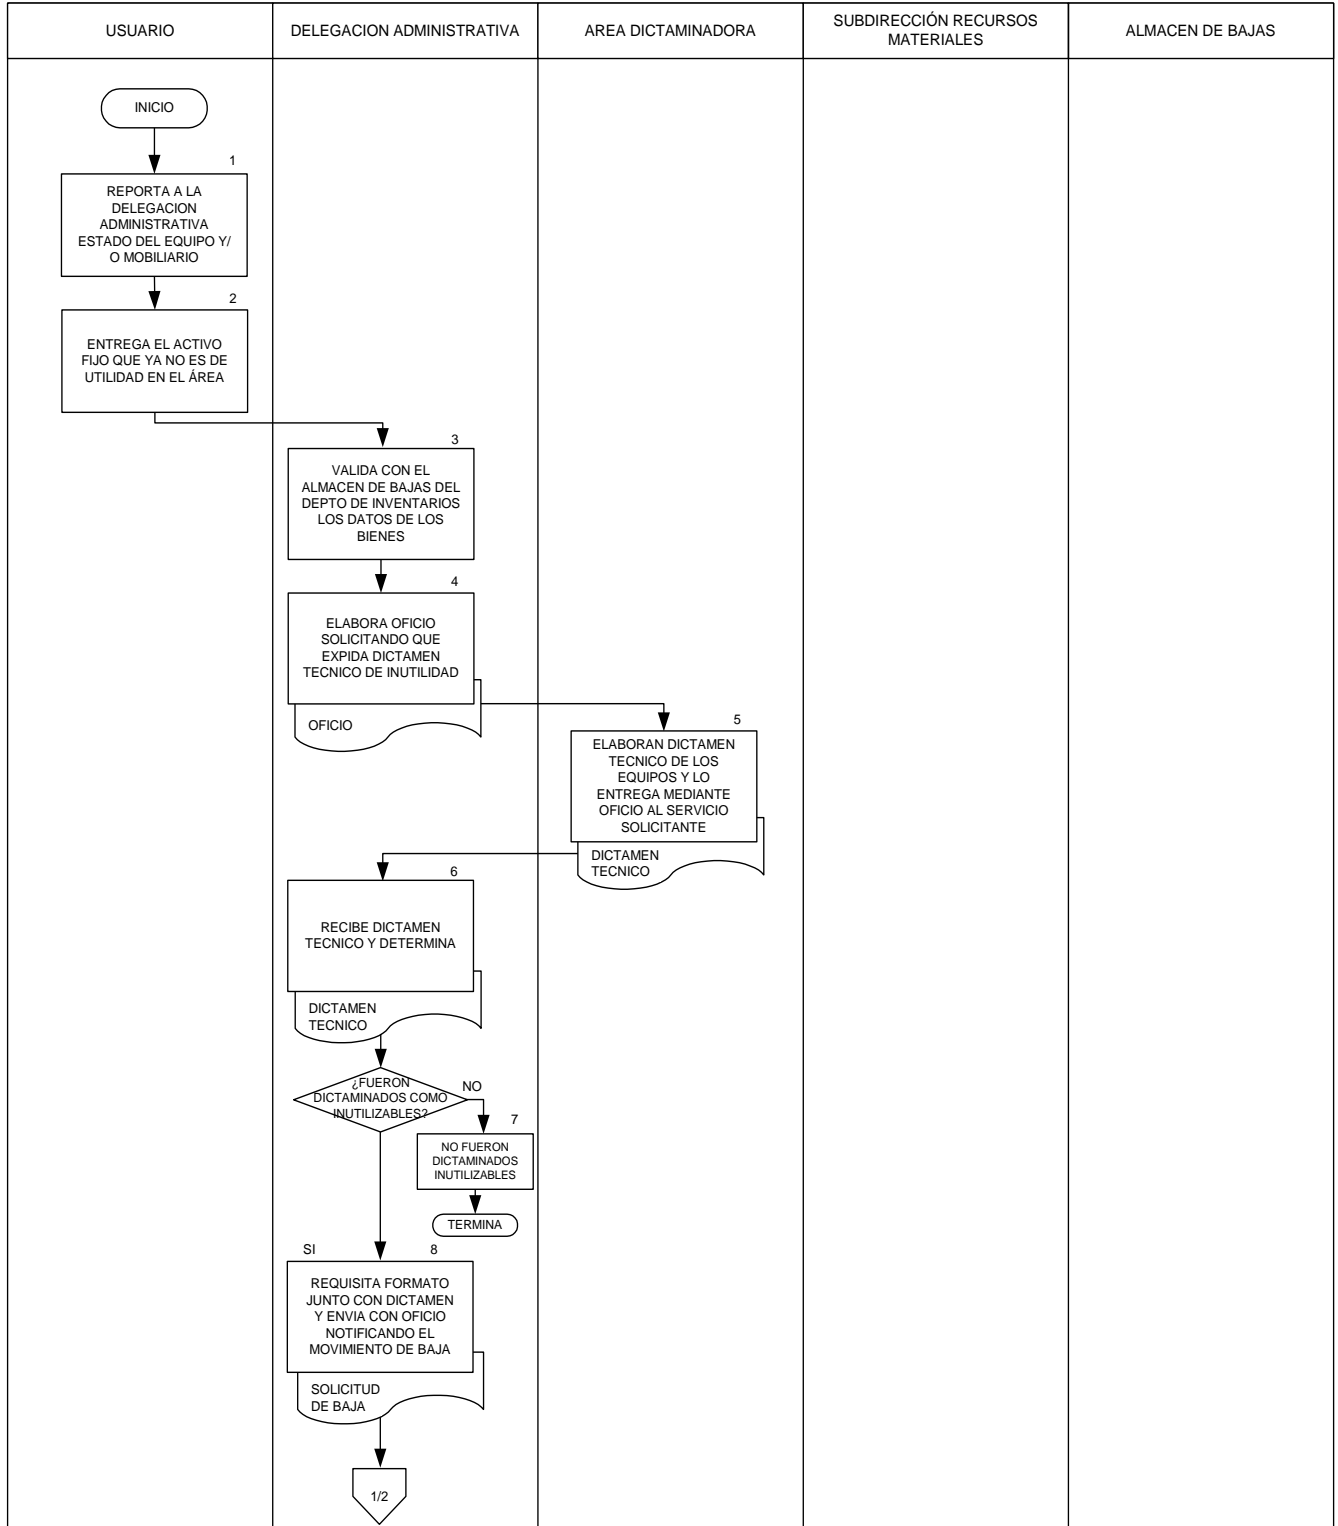 USUARIO
DELEGACION ADMINISTRATIVA
AREA DICTAMINADORA
SUBDIRECCIÓN RECURSOS
MATERIALES
ALMACEN DE BAJAS
INICIO
1
REPORTA A LA
DELEGACION
ADMINISTRATIVA
ESTADO DEL EQUIPO Y/
O MOBILIARIO
2
ENTREGA EL ACTIVO
FIJO QUE YA NO ES DE
UTILIDAD EN EL ÁREA
3
VALIDA CON EL
ALMACEN DE BAJAS DEL
DEPTO DE INVENTARIOS
LOS DATOS DE LOS
BIENES
4
ELABORA OFICIO
SOLICITANDO QUE
EXPIDA DICTAMEN
TECNICO DE INUTILIDAD
OFICIO
5
ELABORAN DICTAMEN
TECNICO DE LOS
EQUIPOS Y LO
ENTREGA MEDIANTE
OFICIO AL SERVICIO
SOLICITANTE
DICTAMEN
TECNICO
6
RECIBE DICTAMEN
TECNICO Y DETERMINA
DICTAMEN
TECNICO
¿FUERON
DICTAMINADOS COMO
INUTILIZABLES?
NO
7
NO FUERON
DICTAMINADOS
INUTILIZABLES
TERMINA
SI
8
REQUISITA FORMATO
JUNTO CON DICTAMEN
Y ENVIA CON OFICIO
NOTIFICANDO EL
MOVIMIENTO DE BAJA
SOLICITUD
DE BAJA
1/2